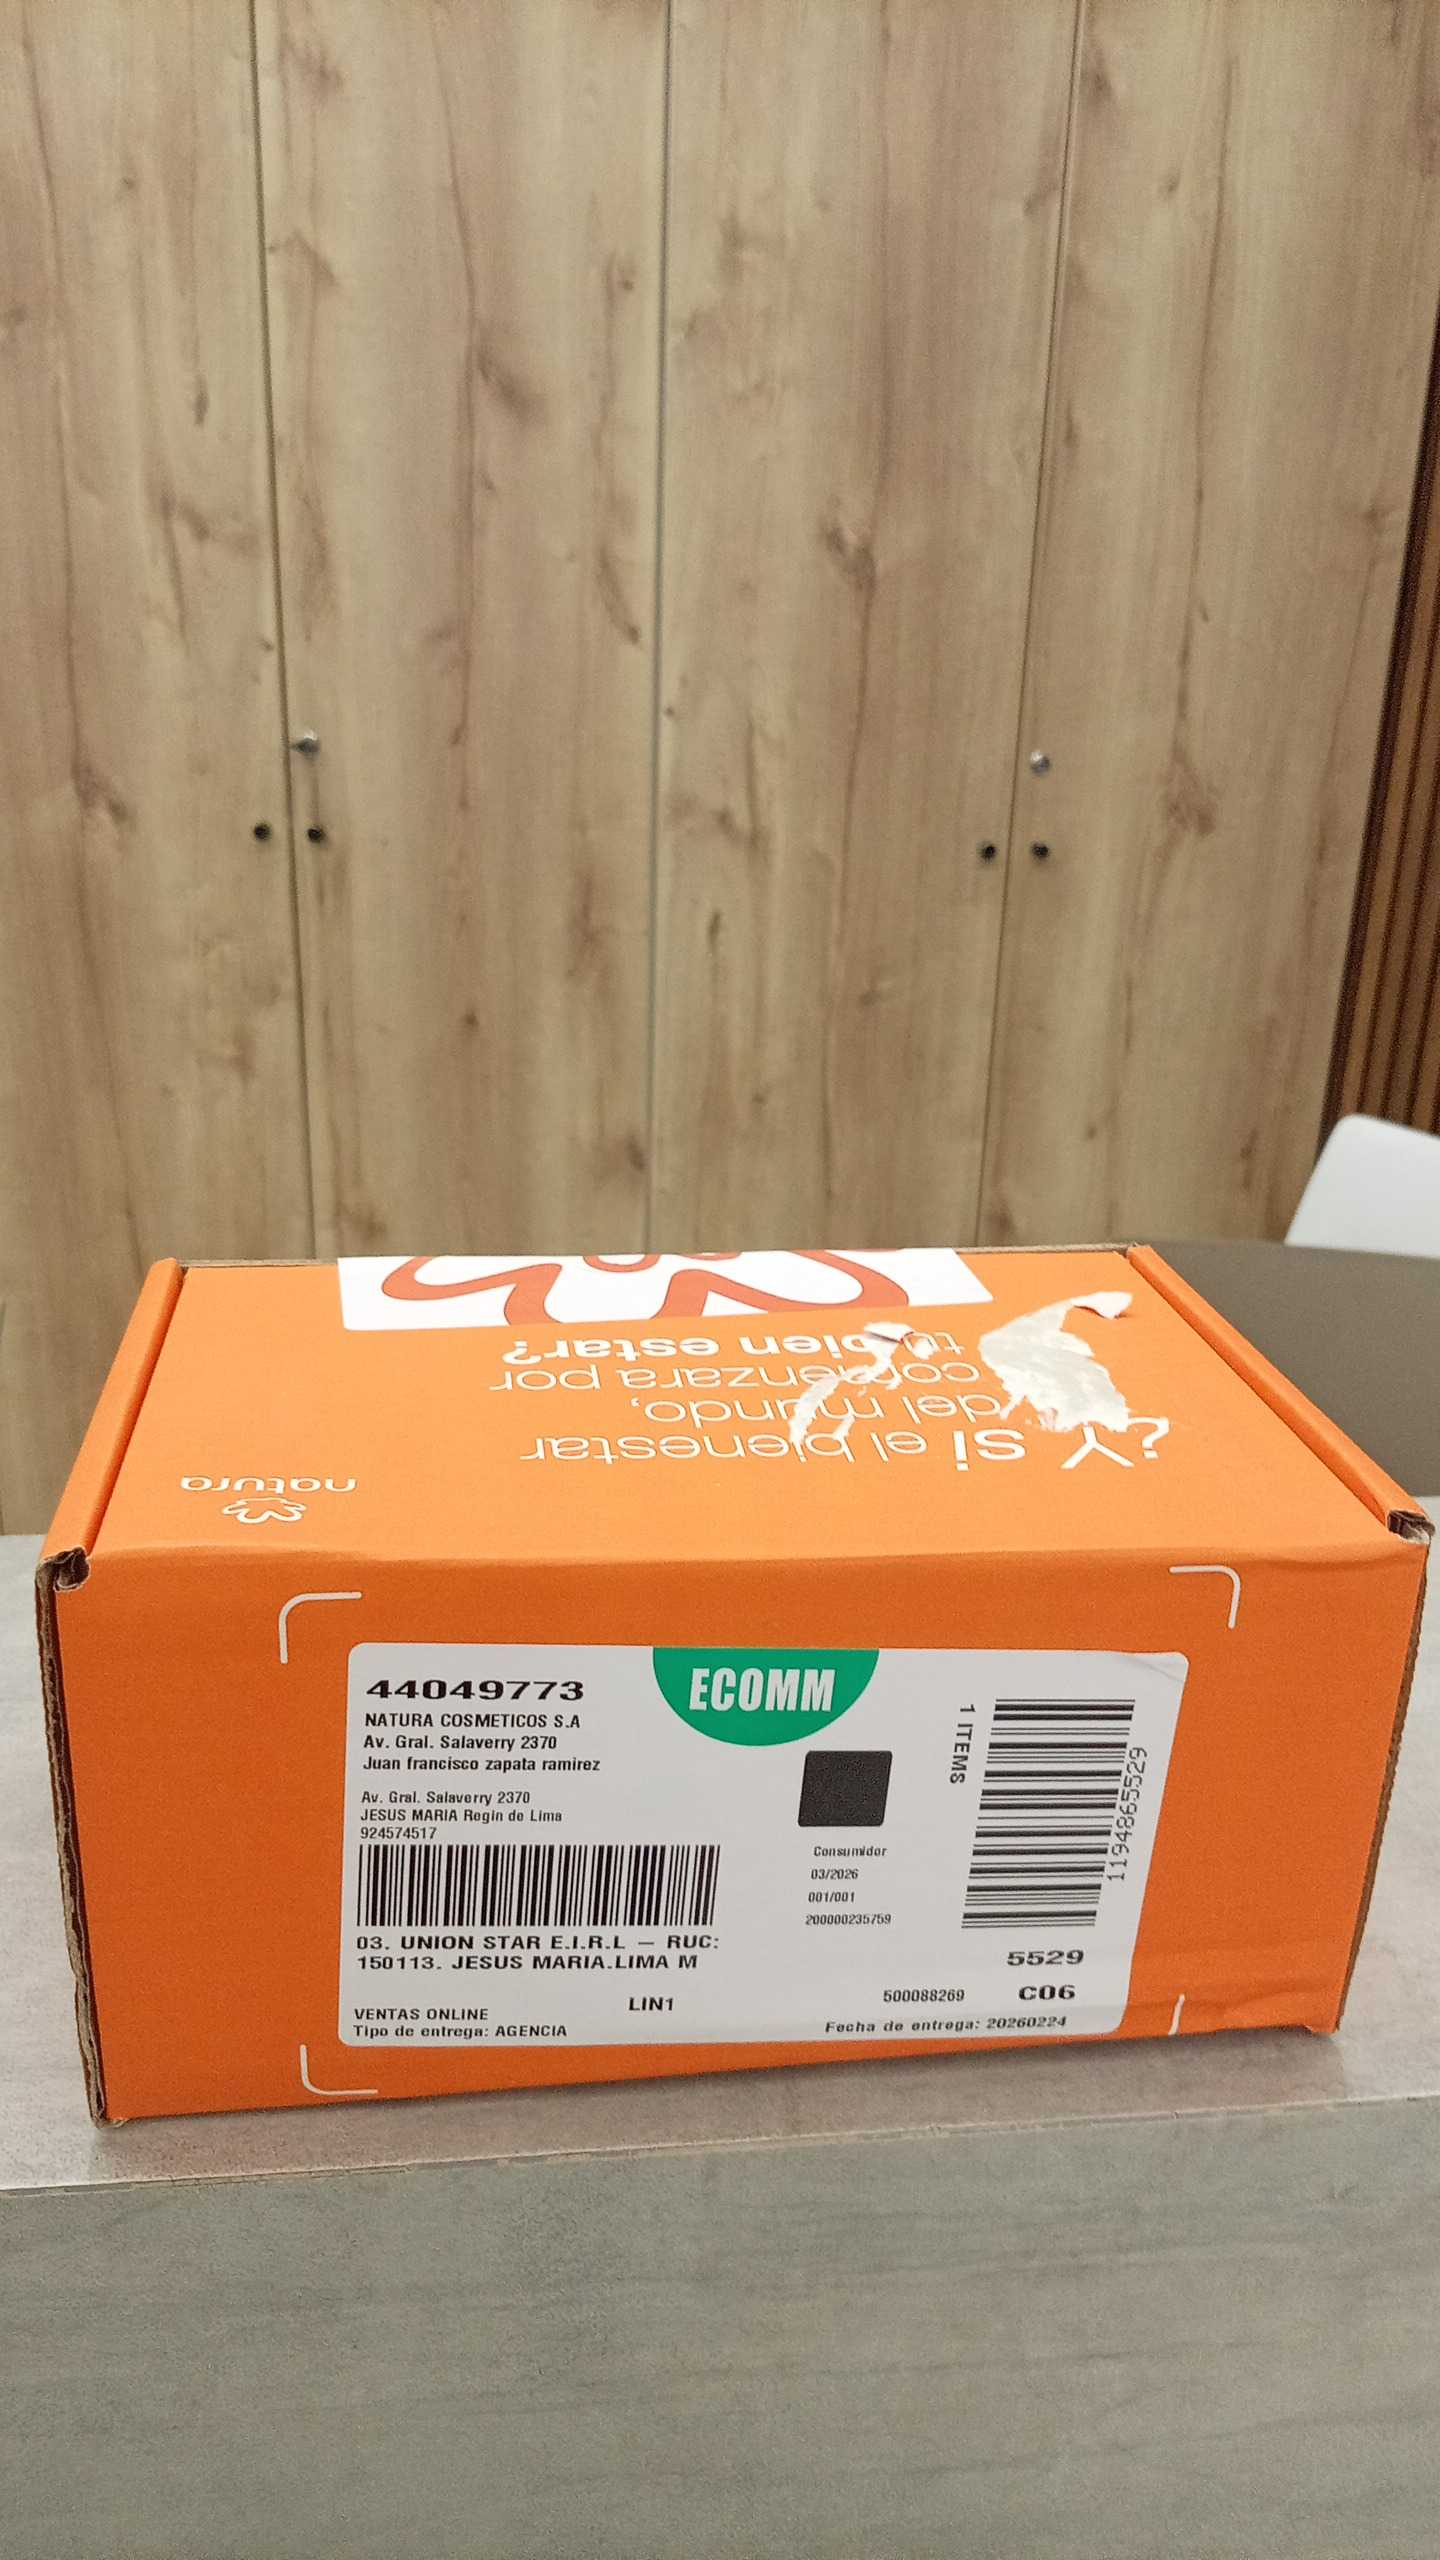 ¿Y si el bienestar
del mundo,
comenzara por
tu bien estar?
natura
ECOMM
44049773
NATURA COSMETICOS S.A
Av. Gral. Salaverry 2370
Juan francisco zapata ramirez
Av. Gral. Salaverry 2370
JESUS MARIA Regin de Lima
924574517
03. UNION STAR E.I.R.L — RUC:
150113. JESUS MARIA.LIMA M
LIN1
VENTAS ONLINE
Tipo de entrega: AGENCIA
Consumidor
03/2026
001/001
200000235759
1 ITEMS
1194865529
5529
500088269
C06
Fecha de entrega: 20260224